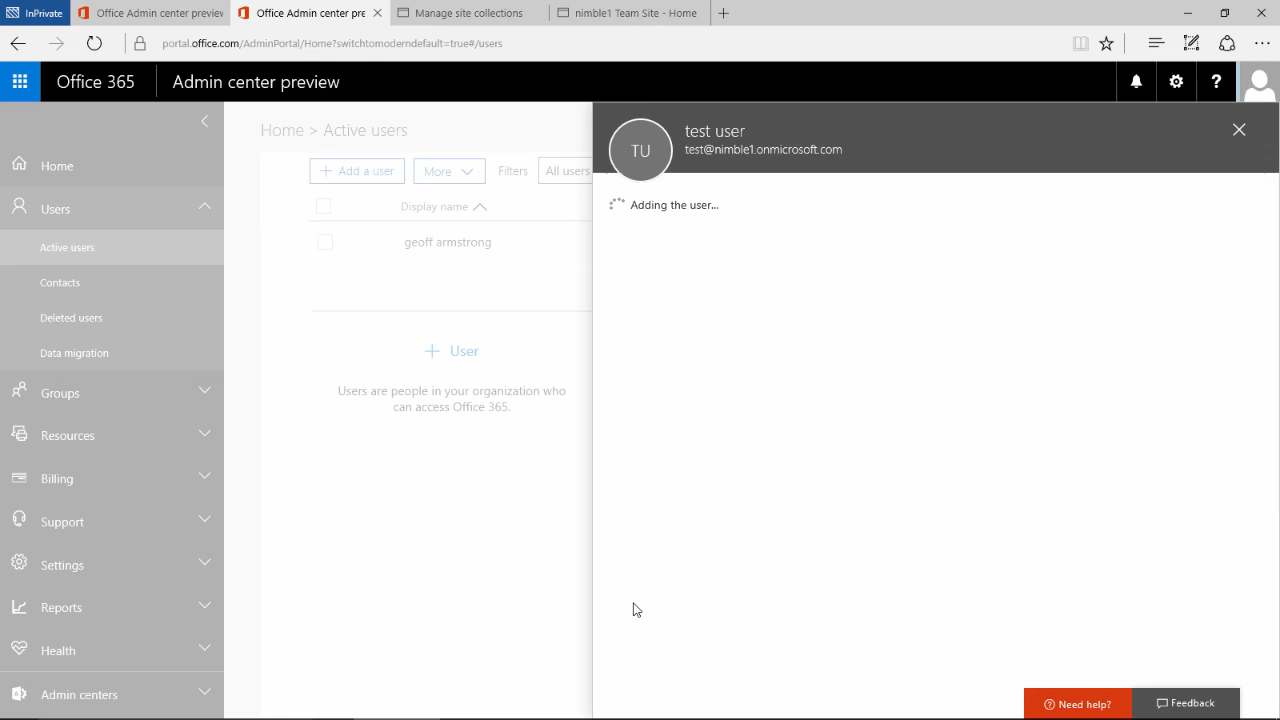 InPrivate
Office 365 Admin center preview
Office 365 Admin center pre
Manage site collections
nimble1 Team Site - Home
portal.office.com/AdminPortal/Home?switchtomoderndefault=true#/users
Office 365
Admin center preview
Home
Users
Active users
Contacts
Deleted users
Data migration
Groups
Resources
Billing
Support
Settings
Reports
Health
Admin centers
Home > Active users
Add a user
More
Filters
All users
Display name
geoff armstrong
User
Users are people in your organization who
can access Office 365.
TU
test user
test@nimble1.onmicrosoft.com
Adding the user...
Need help?
Feedback